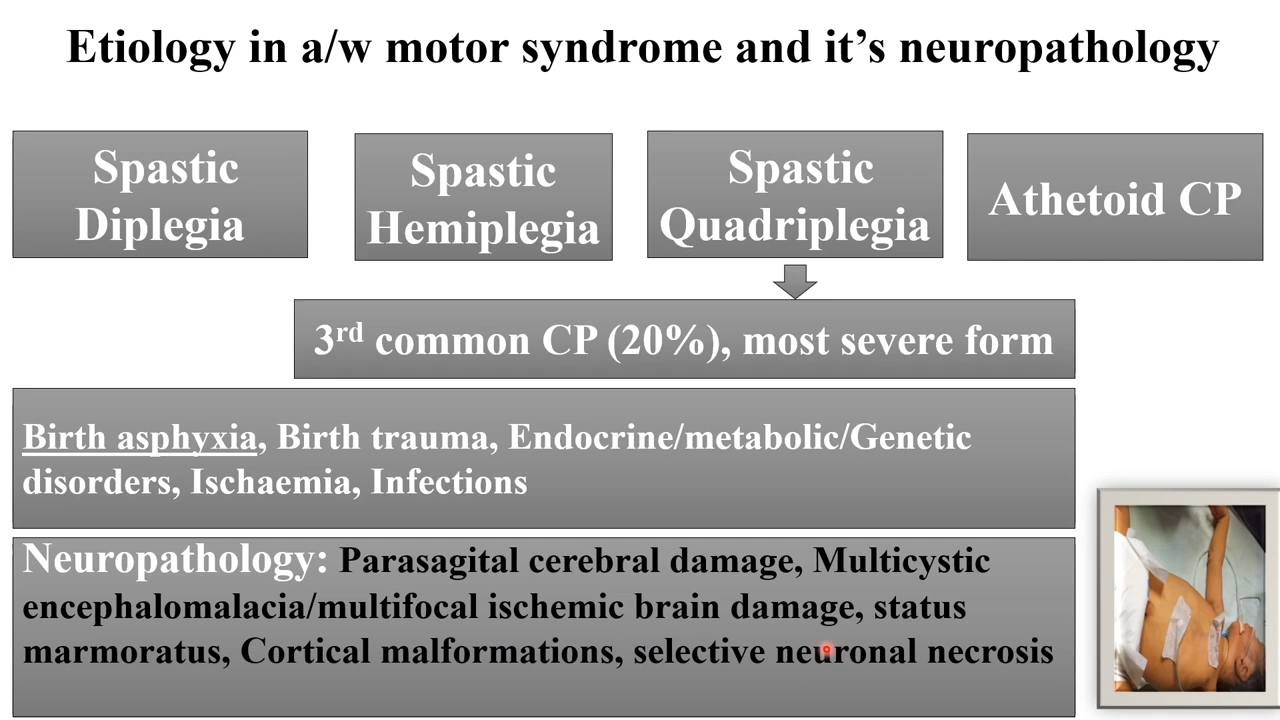 Etiology in a/w motor syndrome and it’s neuropathology
Spastic
Diplegia
Spastic
Hemiplegia
Spastic
Quadriplegia
Athetoid CP
3rd common CP (20%), most severe form
Birth asphyxia, Birth trauma, Endocrine/metabolic/Genetic
disorders, Ischaemia, Infections
Neuropathology: Parasagital cerebral damage, Multicystic
encephalomalacia/multifocal ischemic brain damage, status
marmoratus, Cortical malformations, selective neuronal necrosis